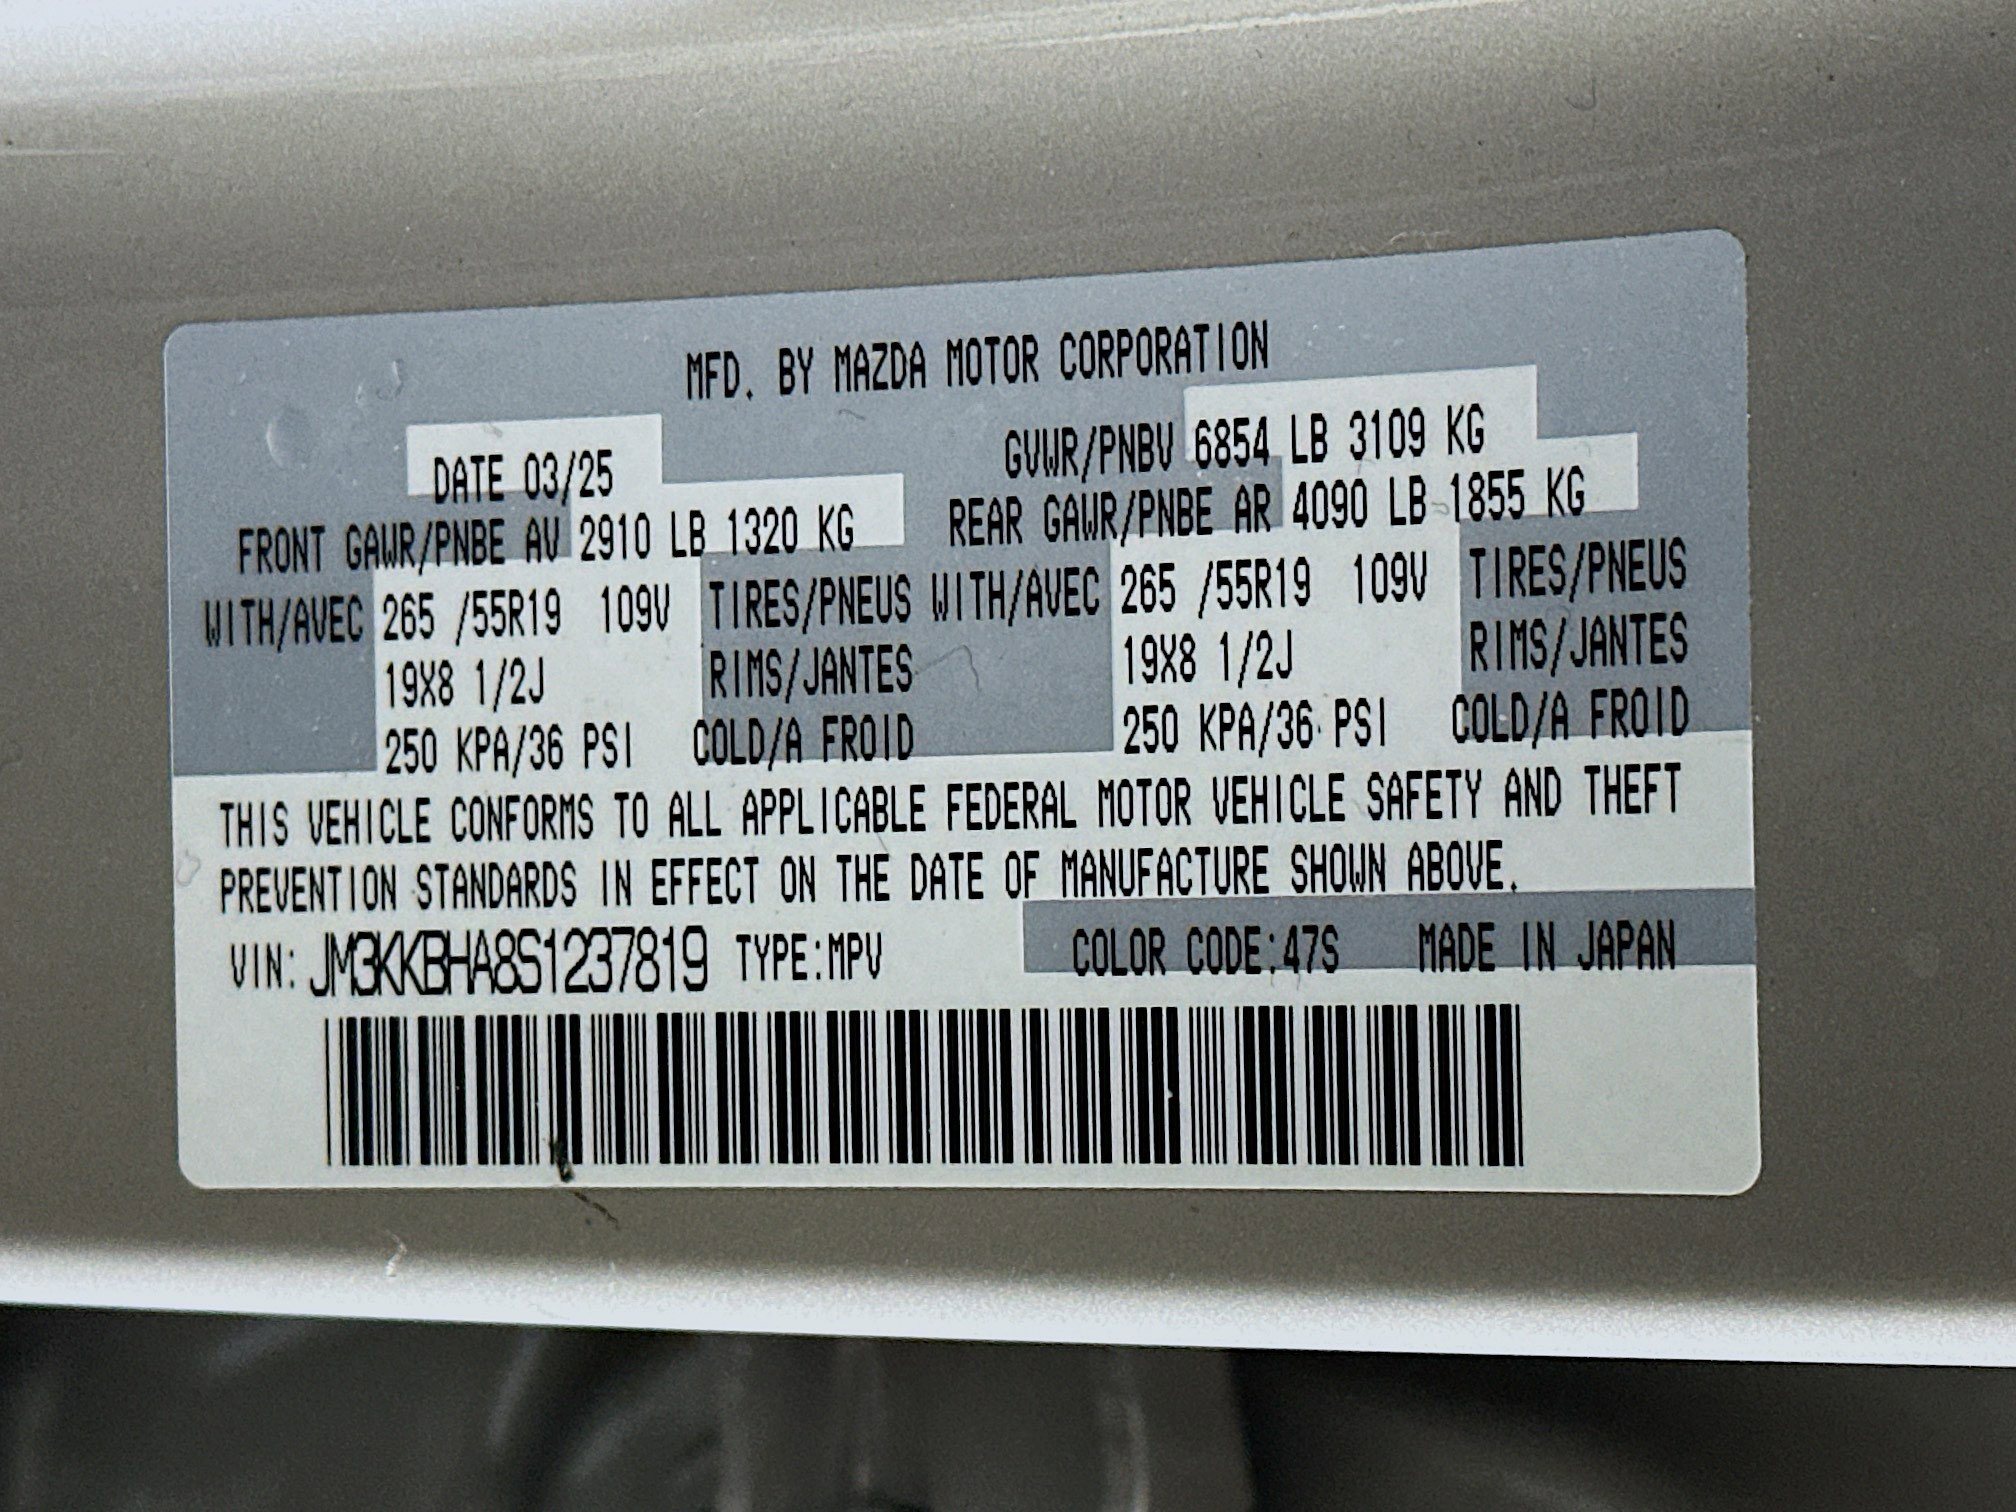 MFD. BY MAZDA MOTOR CORPORATION
DATE 03/25 GVWR/PNBV 6854 LB 3109 KG
FRONT GAWR/PNBE AV 2910 LB 1320 KG REAR GAWR/PNBE AR 4090 LB 1855 KG
WITH/AVEC 265 /55R19 109V TIRES/PNEUS WITH/AVEC 265 /55R19 109V TIRES/PNEUS
19X8 1/2J RIMS/JANTES 19X8 1/2J RIMS/JANTES
250 KPA/36 PSI COLD/A FROID 250 KPA/36 PSI COLD/A FROID
THIS VEHICLE CONFORMS TO ALL APPLICABLE FEDERAL MOTOR VEHICLE SAFETY AND THEFT
PREVENTION STANDARDS IN EFFECT ON THE DATE OF MANUFACTURE SHOWN ABOVE.
VIN: JM3KKBHA8S1237819 TYPE:MPV COLOR CODE:47S MADE IN JAPAN